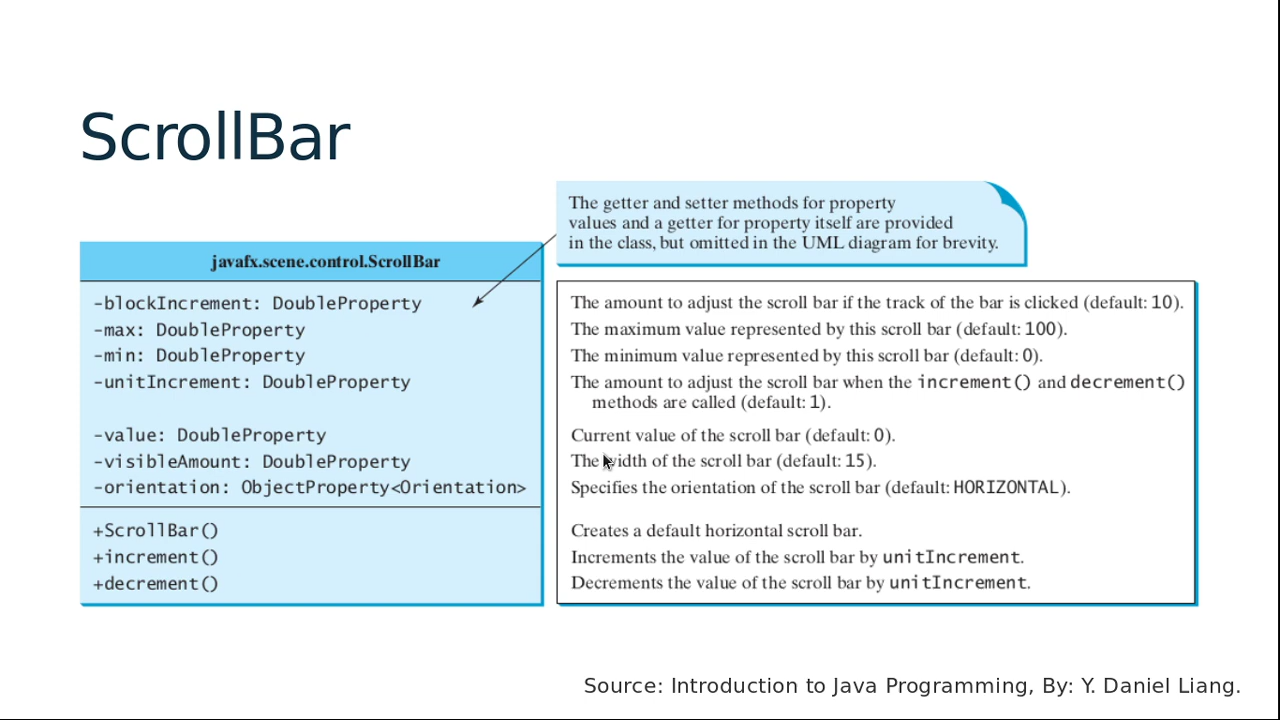 ScrollBar
The getter and setter methods for property
values and a getter for property itself are provided
in the class, but omitted in the UML diagram for brevity.
javafx.scene.control.ScrollBar
-blockIncrement: DoubleProperty
-max: DoubleProperty
-min: DoubleProperty
-unitIncrement: DoubleProperty
-value: DoubleProperty
-visibleAmount: DoubleProperty
-orientation: ObjectProperty<Orientation>
+ScrollBar()
+increment()
+decrement()
The amount to adjust the scroll bar if the track of the bar is clicked (default: 10).
The maximum value represented by this scroll bar (default: 100).
The minimum value represented by this scroll bar (default: 0).
The amount to adjust the scroll bar when the increment() and decrement()
methods are called (default: 1).
Current value of the scroll bar (default: 0).
The width of the scroll bar (default: 15).
Specifies the orientation of the scroll bar (default: HORIZONTAL).
Creates a default horizontal scroll bar.
Increments the value of the scroll bar by unitIncrement.
Decrements the value of the scroll bar by unitIncrement.
Source: Introduction to Java Programming, By: Y. Daniel Liang.